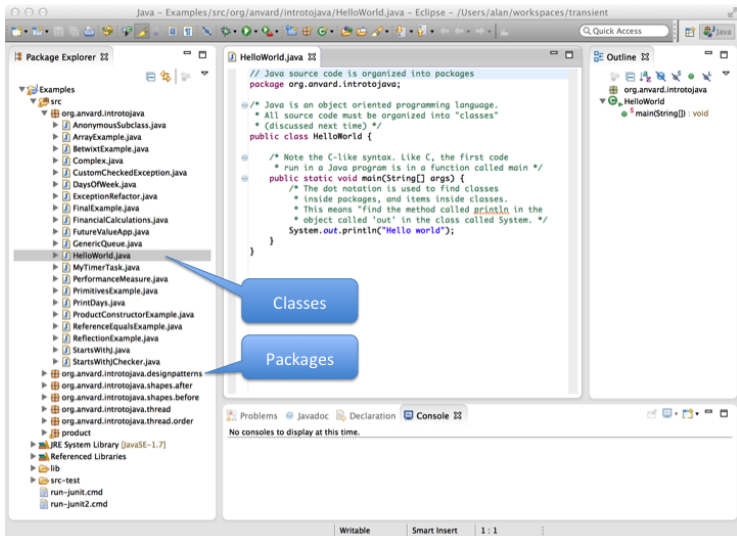 Java – Examples/src/org/anvard/introtojava/HelloWorld.java – Eclipse – /Users/alan/workspaces/transient
Quick Access
Java
Package Explorer
Examples
src
org.anvard.introtojava
AnonymousSubclass.java
ArrayExample.java
BetwixtExample.java
Complex.java
CustomCheckedException.java
DaysOfWeek.java
ExceptionRefactor.java
FinalExample.java
FinancialCalculations.java
FutureValueApp.java
GenericQueue.java
HelloWorld.java
MyTimerTask.java
PerformanceMeasure.java
PrimitivesExample.java
PrintDays.java
ProductConstructorExample.java
ReferenceEqualsExample.java
ReflectionExample.java
StartsWithJ.java
StartsWithJChecker.java
org.anvard.introtojava.designpatterns
org.anvard.introtojava.shapes.after
org.anvard.introtojava.shapes.before
org.anvard.introtojava.thread
org.anvard.introtojava.thread.order
product
JRE System Library [JavaSE-1.7]
Referenced Libraries
lib
src-test
run-junit.cmd
run-junit2.cmd
Classes
Packages
HelloWorld.java
// Java source code is organized into packages
package org.anvard.introtojava;
/* Java is an object oriented programming language.
* All source code must be organized into "classes"
* (discussed next time) */
public class HelloWorld {
/* Note the C-like syntax. Like C, the first code
* run in a Java program is in a function called main */
public static void main(String[] args) {
/* The dot notation is used to find classes
* inside packages, and items inside classes.
* This means "find the method called println in the
* object called 'out' in the class called System. */
System.out.println("Hello world");
}
}
Outline
org.anvard.introtojava
HelloWorld
S main(String[]) : void
Problems @ Javadoc Declaration Console
No consoles to display at this time.
Writable Smart Insert 1 : 1